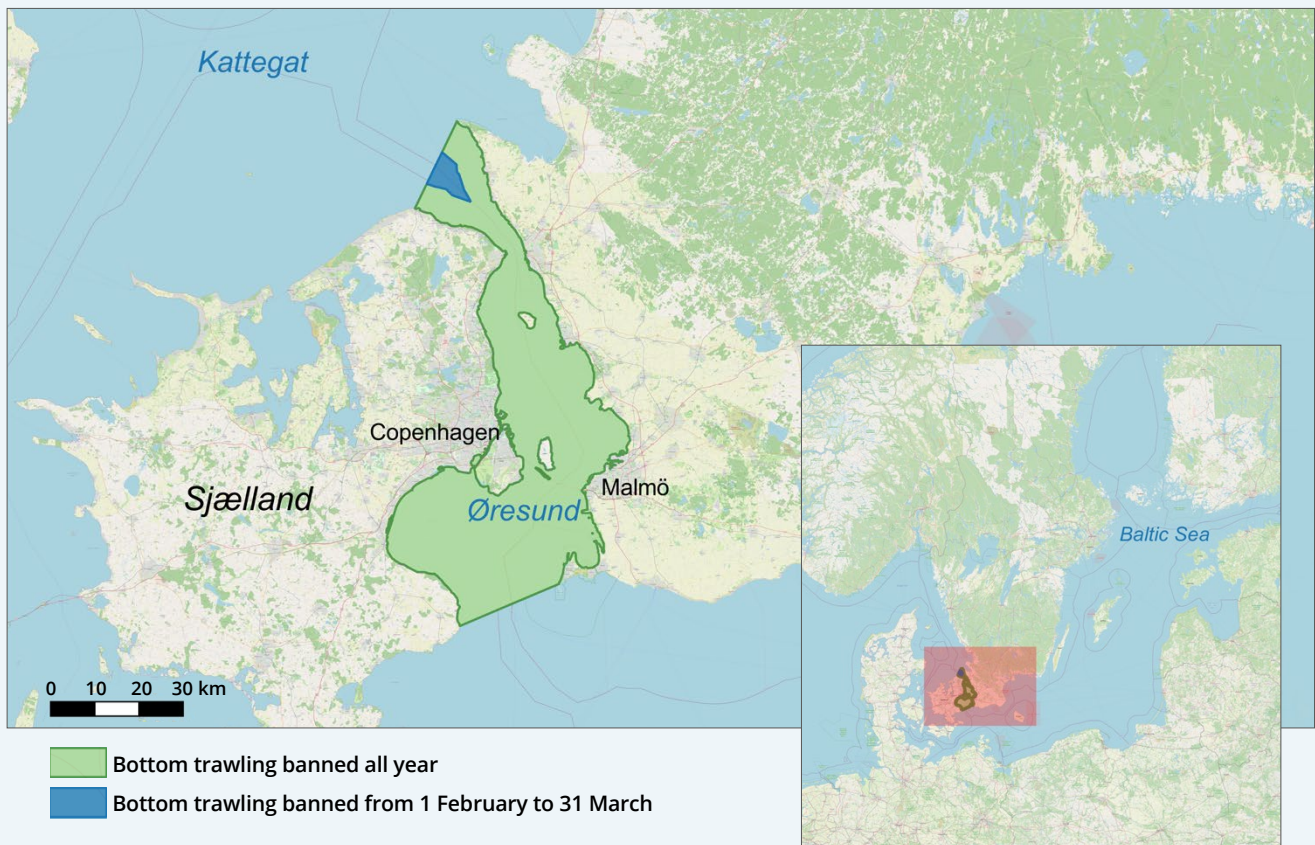 Kattegat
Copenhagen
Sjælland
Malmö
Øresund
Baltic Sea
0 10 20 30 km
Bottom trawling banned all year
Bottom trawling banned from 1 February to 31 March